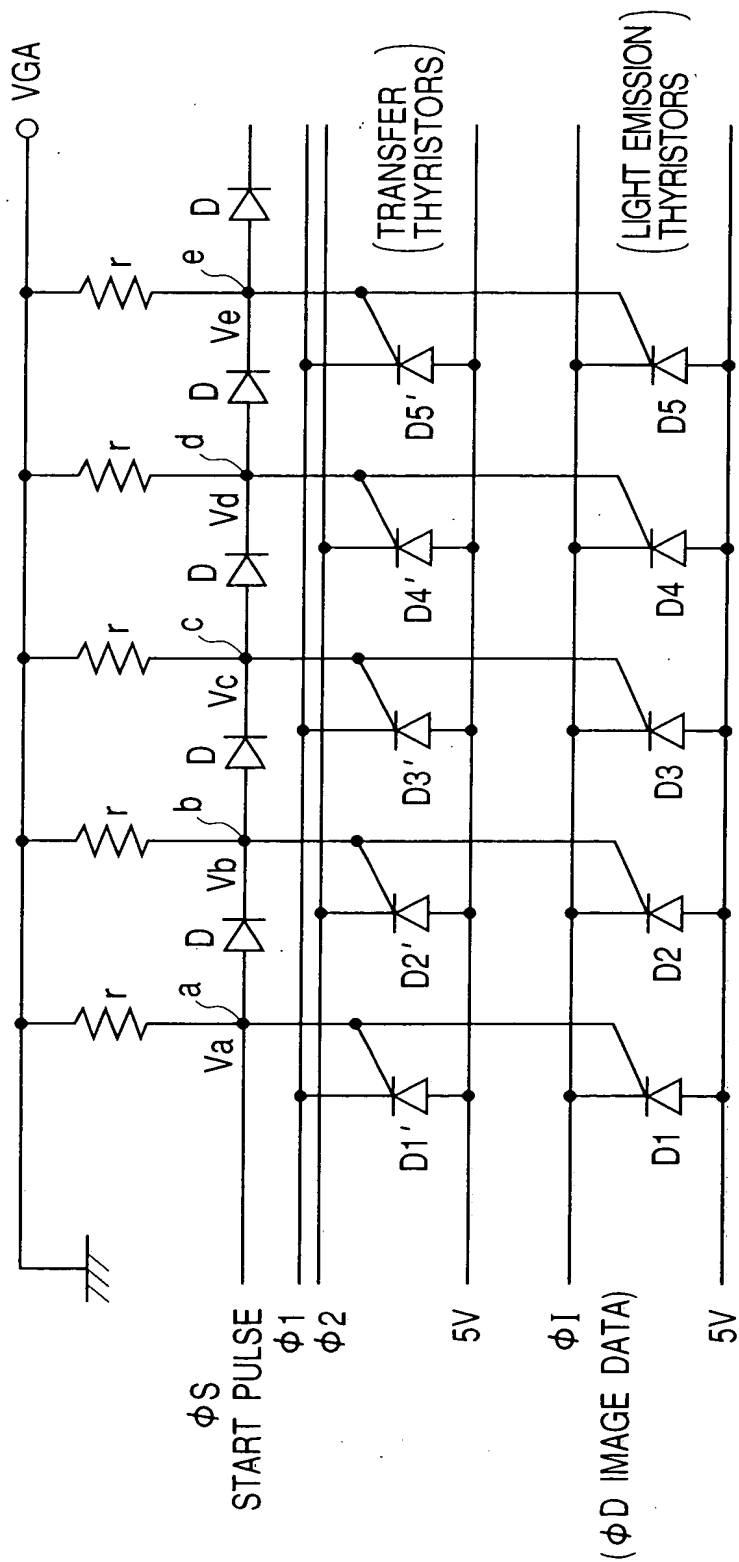 VGA
r r r r r
a b c d e
D D D D D
Va Vb Vc Vd Ve
φS
START PULSE
φ1
φ2
D1′ D2′ D3′ D4′ D5′
(TRANSFER
THYRISTORS)
5V
φI
(φD IMAGE DATA)
D1 D2 D3 D4 D5
(LIGHT EMISSION
THYRISTORS)
5V